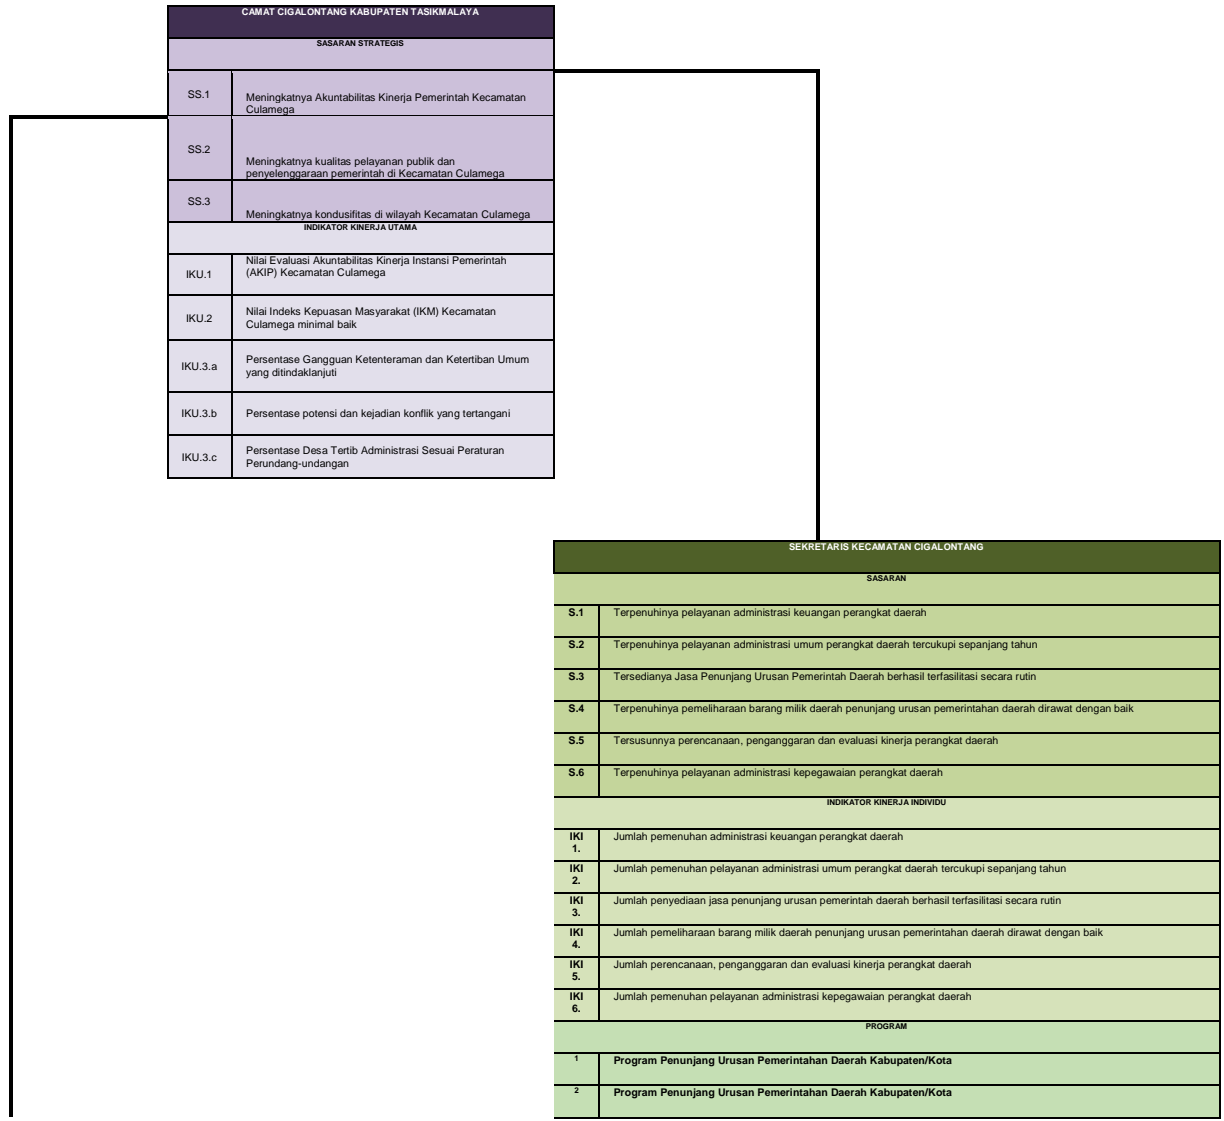 CAMAT CIGALONTANG KABUPATEN TASIKMALAYA
SASARAN STRATEGIS
SS.1
Meningkatnya Akuntabilitas Kinerja Pemerintah Kecamatan
Culamega
SS.2
Meningkatnya kualitas pelayanan publik dan
penyelenggaraan pemerintah di Kecamatan Culamega
SS.3
Meningkatnya kondusifitas di wilayah Kecamatan Culamega
INDIKATOR KINERJA UTAMA
IKU.1
Nilai Evaluasi Akuntabilitas Kinerja Instansi Pemerintah
(AKIP) Kecamatan Culamega
IKU.2
Nilai Indeks Kepuasan Masyarakat (IKM) Kecamatan
Culamega minimal baik
IKU.3.a
Persentase Gangguan Ketenteraman dan Ketertiban Umum
yang ditindaklanjuti
IKU.3.b
Persentase potensi dan kejadian konflik yang tertangani
IKU.3.c
Persentase Desa Tertib Administrasi Sesuai Peraturan
Perundang-undangan
SEKRETARIS KECAMATAN CIGALONTANG
SASARAN
S.1 Terpenuhinya pelayanan administrasi keuangan perangkat daerah
S.2 Terpenuhinya pelayanan administrasi umum perangkat daerah tercukupi sepanjang tahun
S.3 Tersedianya Jasa Penunjang Urusan Pemerintah Daerah berhasil terfasilitasi secara rutin
S.4 Terpenuhinya pemeliharaan barang milik daerah penunjang urusan pemerintahan daerah dirawat dengan baik
S.5 Tersusunnya perencanaan, penganggaran dan evaluasi kinerja perangkat daerah
S.6 Terpenuhinya pelayanan administrasi kepegawaian perangkat daerah
INDIKATOR KINERJA INDIVIDU
IKI
1.
Jumlah pemenuhan administrasi keuangan perangkat daerah
IKI
2.
Jumlah pemenuhan pelayanan administrasi umum perangkat daerah tercukupi sepanjang tahun
IKI
3.
Jumlah penyediaan jasa penunjang urusan pemerintah daerah berhasil terfasilitasi secara rutin
IKI
4.
Jumlah pemeliharaan barang milik daerah penunjang urusan pemerintahan daerah dirawat dengan baik
IKI
5.
Jumlah perencanaan, penganggaran dan evaluasi kinerja perangkat daerah
IKI
6.
Jumlah pemenuhan pelayanan administrasi kepegawaian perangkat daerah
PROGRAM
1 Program Penunjang Urusan Pemerintahan Daerah Kabupaten/Kota
2 Program Penunjang Urusan Pemerintahan Daerah Kabupaten/Kota